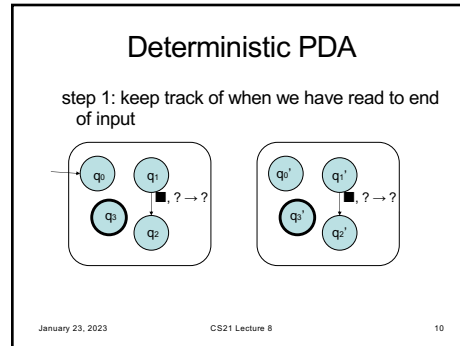 Deterministic PDA
step 1: keep track of when we have read to end
of input
q0 q1 q0’ q1’
■, ? → ? ■, ? → ?
q3 q3’
q2 q2’
January 23, 2023 CS21 Lecture 8 10